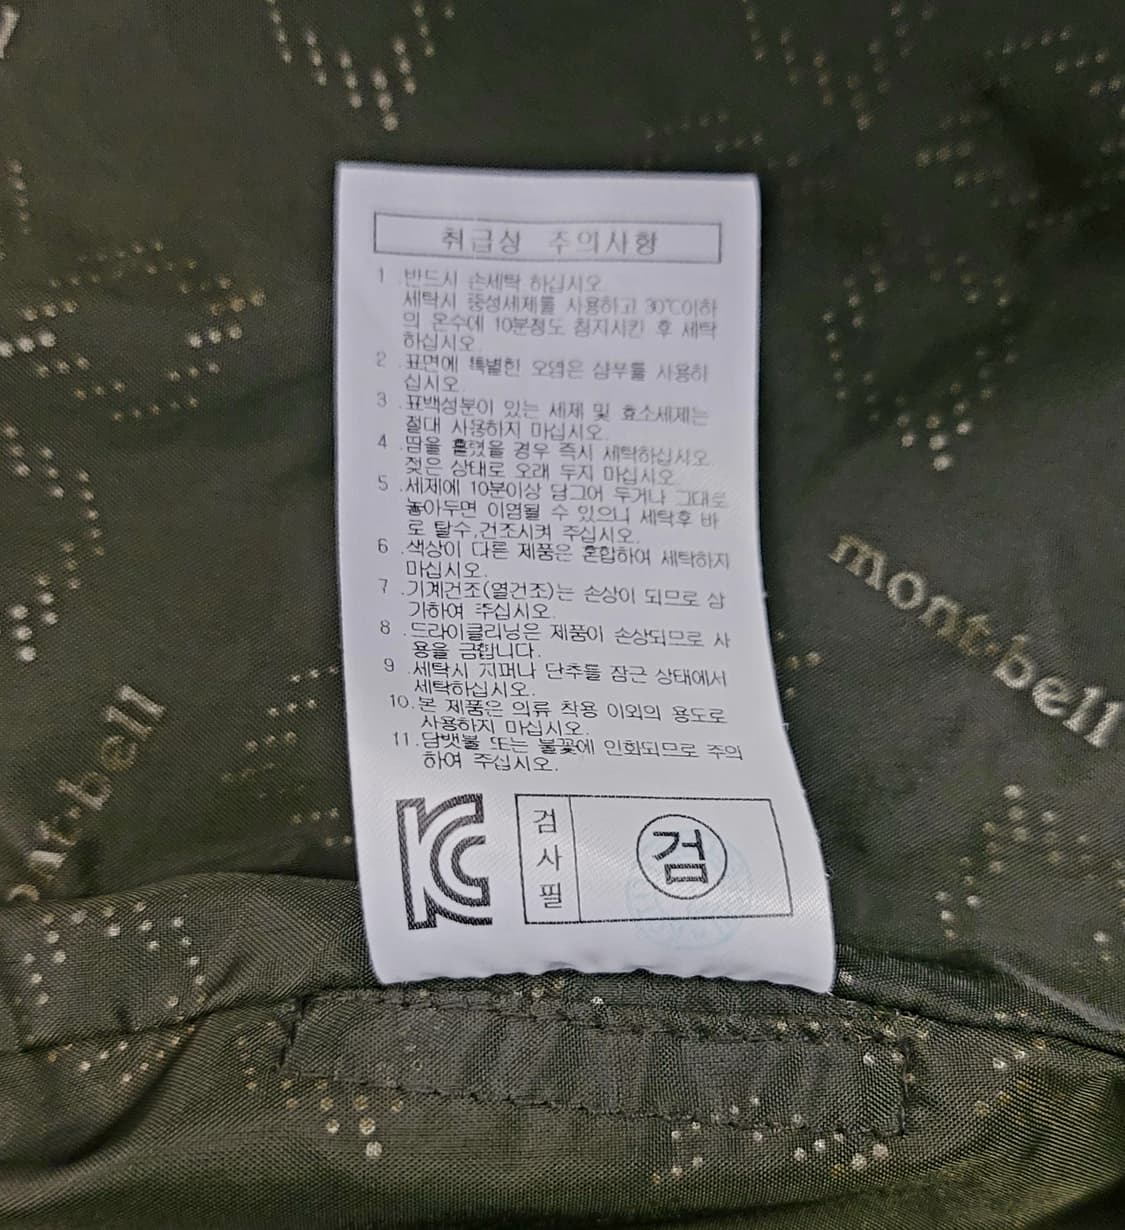 취급상 주의사항
1 .반드시 손세탁 하십시오.
세탁시 중성세제를 사용하고 30℃이하
의 온수에 10분정도 침지시킨 후 세탁
하십시오.
2 .표면에 특별한 오염은 샴푸를 사용하
십시오.
3 .표백성분이 있는 세제 및 효소세제는
절대 사용하지 마십시오.
4 .땀을 흘렸을 경우 즉시 세탁하십시오.
젖은 상태로 오래 두지 마십시오.
5 .세제에 10분이상 담그어 두거나 그대로
놓아두면 이염될 수 있으니 세탁후 바
로 탈수,건조시켜 주십시오.
6 .색상이 다른 제품은 혼합하여 세탁하지
마십시오.
7 .기계건조(열건조)는 손상이 되므로 삼
가하여 주십시오.
8 .드라이클리닝은 제품이 손상되므로 사
용을 금합니다.
9 .세탁시 지퍼나 단추들 잠근 상태에서
세탁하십시오.
10.본 제품은 의류 착용 이외의 용도로
사용하지 마십시오.
11.담뱃불 또는 불꽃에 인화되므로 주의
하여 주십시오.
KC
검사필
검
mont-bell
nt-bell